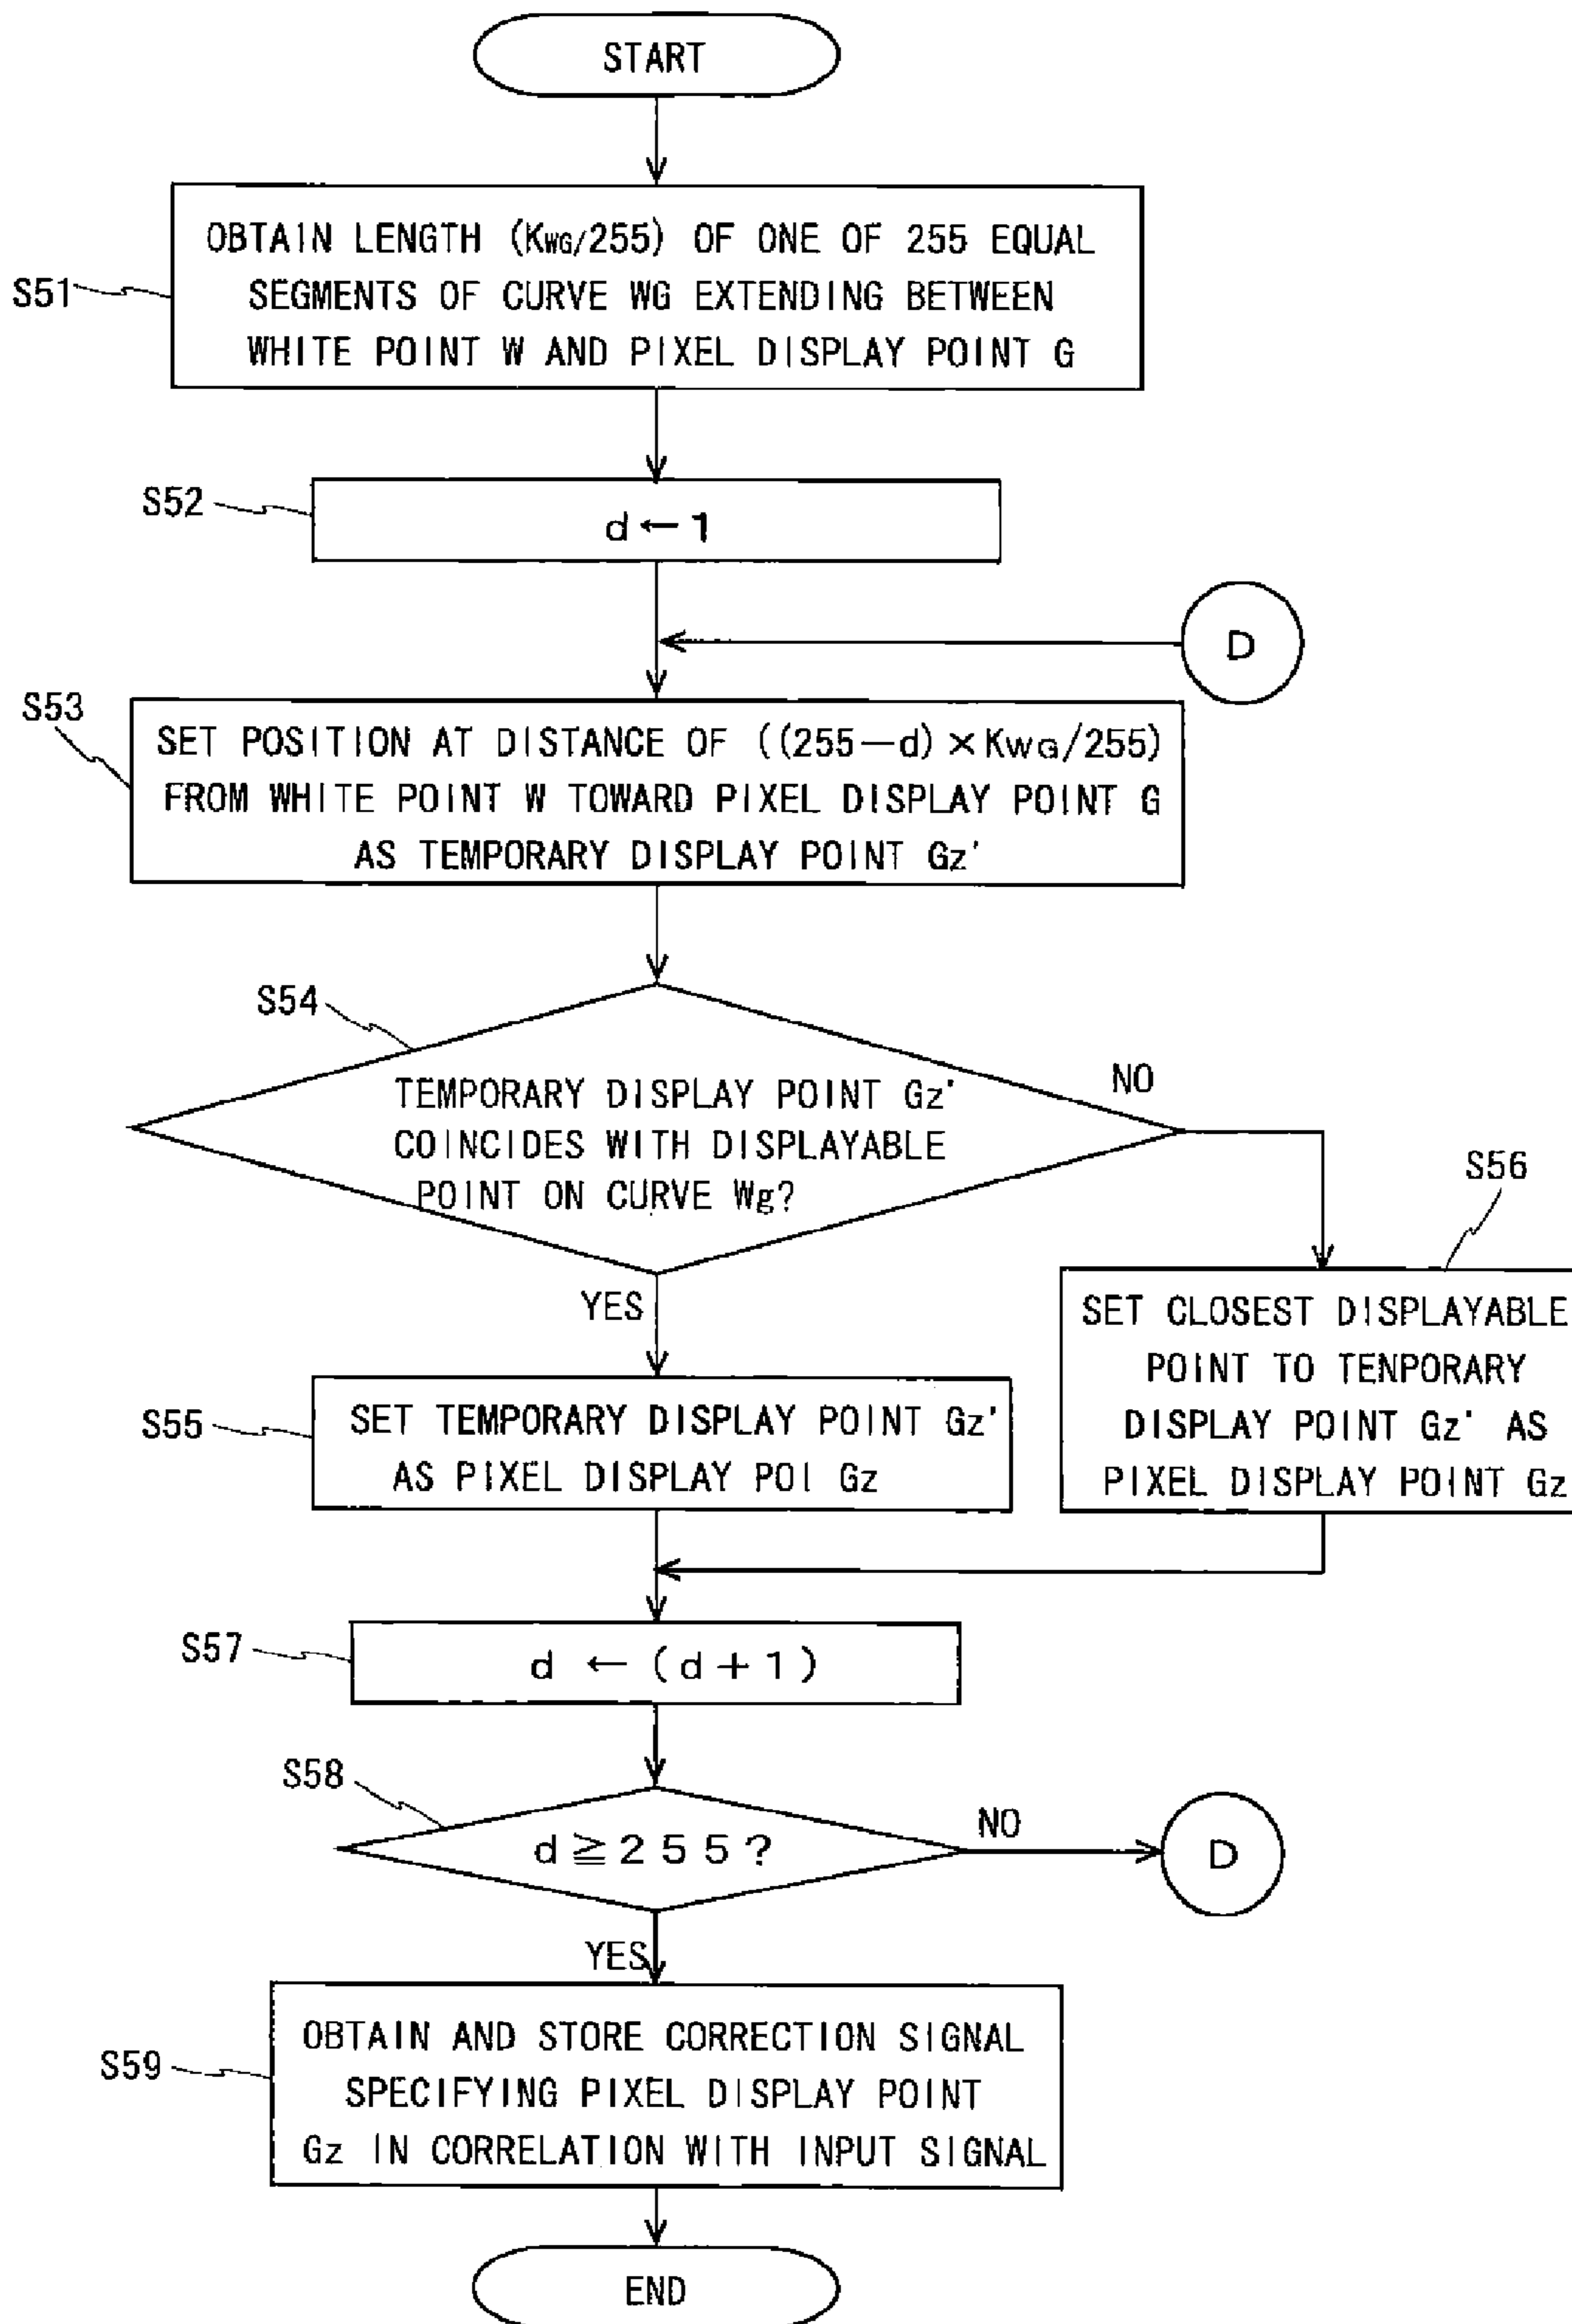 START
S51
OBTAIN LENGTH (KWG/255) OF ONE OF 255 EQUAL
SEGMENTS OF CURVE WG EXTENDING BETWEEN
WHITE POINT W AND PIXEL DISPLAY POINT G
S52
d←1
D
S53
SET POSITION AT DISTANCE OF ((255—d)×KWG/255)
FROM WHITE POINT W TOWARD PIXEL DISPLAY POINT G
AS TEMPORARY DISPLAY POINT Gz'
S54
TEMPORARY DISPLAY POINT Gz'
COINCIDES WITH DISPLAYABLE
POINT ON CURVE Wg?
NO
YES
S56
SET CLOSEST DISPLAYABLE
POINT TO TENPORARY
DISPLAY POINT Gz' AS
PIXEL DISPLAY POINT Gz
S55
SET TEMPORARY DISPLAY POINT Gz'
AS PIXEL DISPLAY POI Gz
S57
d ← (d+1)
S58
d≧255?
NO
D
YES
S59
OBTAIN AND STORE CORRECTION SIGNAL
SPECIFYING PIXEL DISPLAY POINT
Gz IN CORRELATION WITH INPUT SIGNAL
END